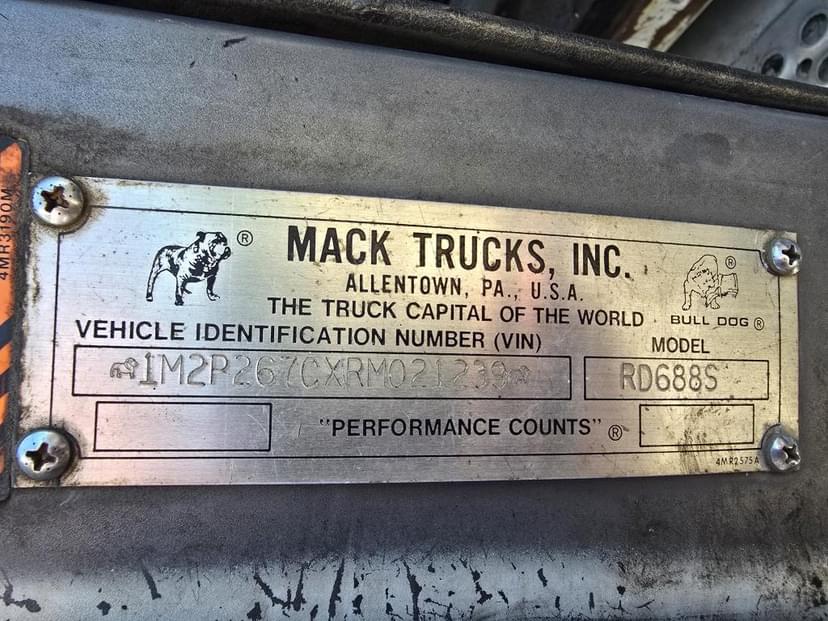 4MR3190M
®
MACK TRUCKS, INC.
ALLENTOWN, PA., U.S.A.
THE TRUCK CAPITAL OF THE WORLD
®
BULL DOG ®
VEHICLE IDENTIFICATION NUMBER (VIN)
MODEL
1M2P267CXRM021239
RD688S
"PERFORMANCE COUNTS" ®
4MR2575A